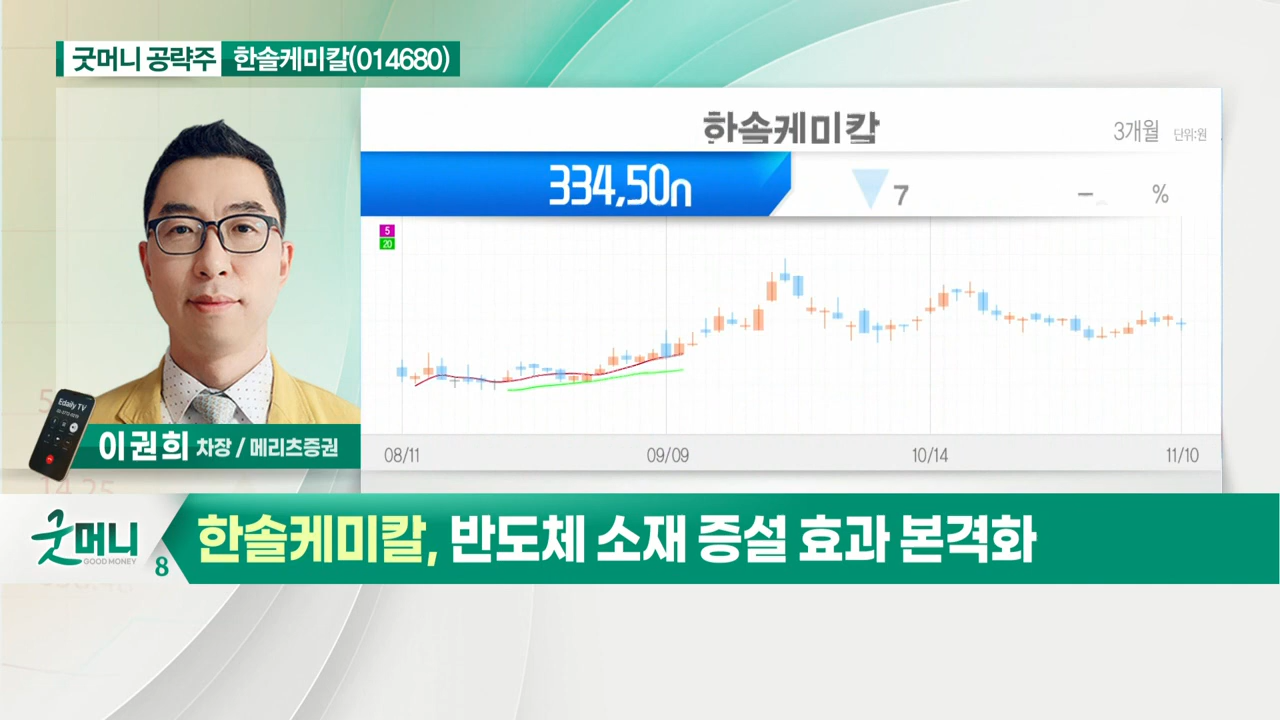 굿머니 공략주 한솔케미칼(014680)
한솔케미칼
3개월 단위:원
334,50
7 %
5
20
08/11 09/09 10/14 11/10
Edaily TV
이권희 차장 / 메리츠증권
굿머니
GOOD MONEY
8
한솔케미칼, 반도체 소재 증설 효과 본격화